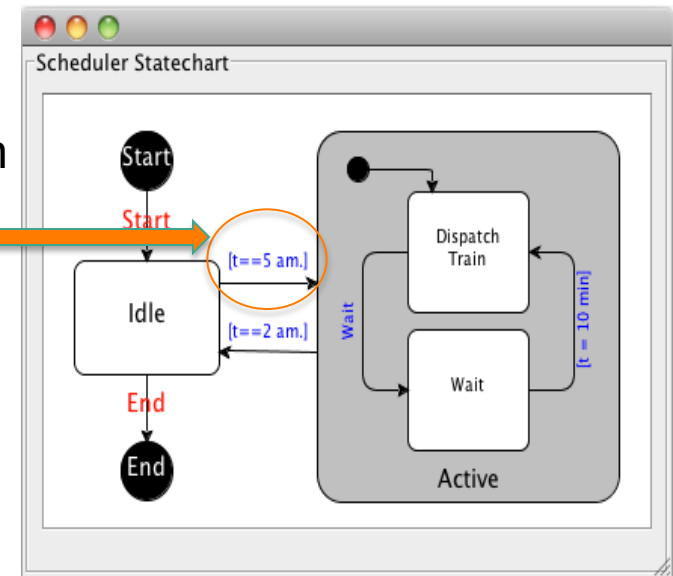 Scheduler Statechart
n
Start
Start
[t==5 am.]
Idle
[t==2 am.]
End
End
Dispatch
Train
Wait
[t = 10 min]
Wait
Active